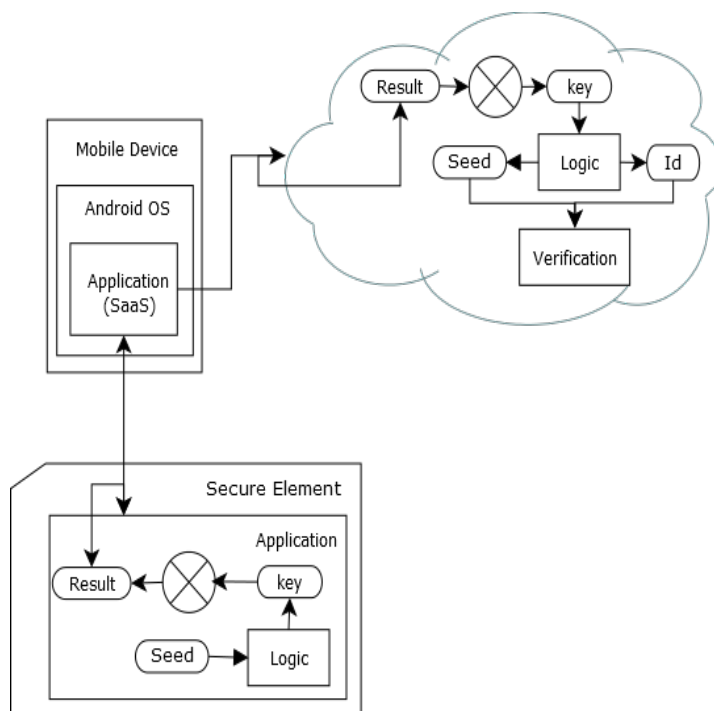 Mobile Device
Android OS
Application
(SaaS)
Result
key
Seed
Logic
Id
Verification
Secure Element
Application
Result
key
Seed
Logic